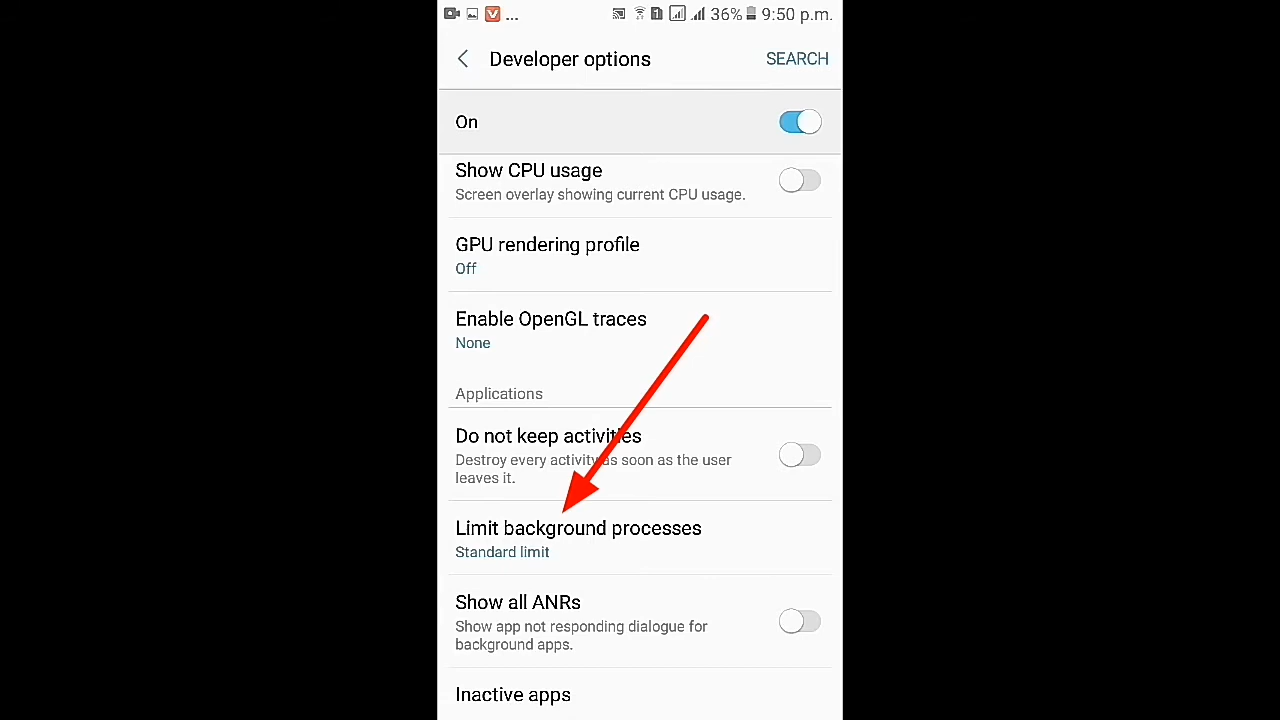 ... 36% 9:50 p.m.
Developer options SEARCH
On
Show CPU usage
Screen overlay showing current CPU usage.
GPU rendering profile
Off
Enable OpenGL traces
None
Applications
Do not keep activities
Destroy every activity as soon as the user
leaves it.
Limit background processes
Standard limit
Show all ANRs
Show app not responding dialogue for
background apps.
Inactive apps